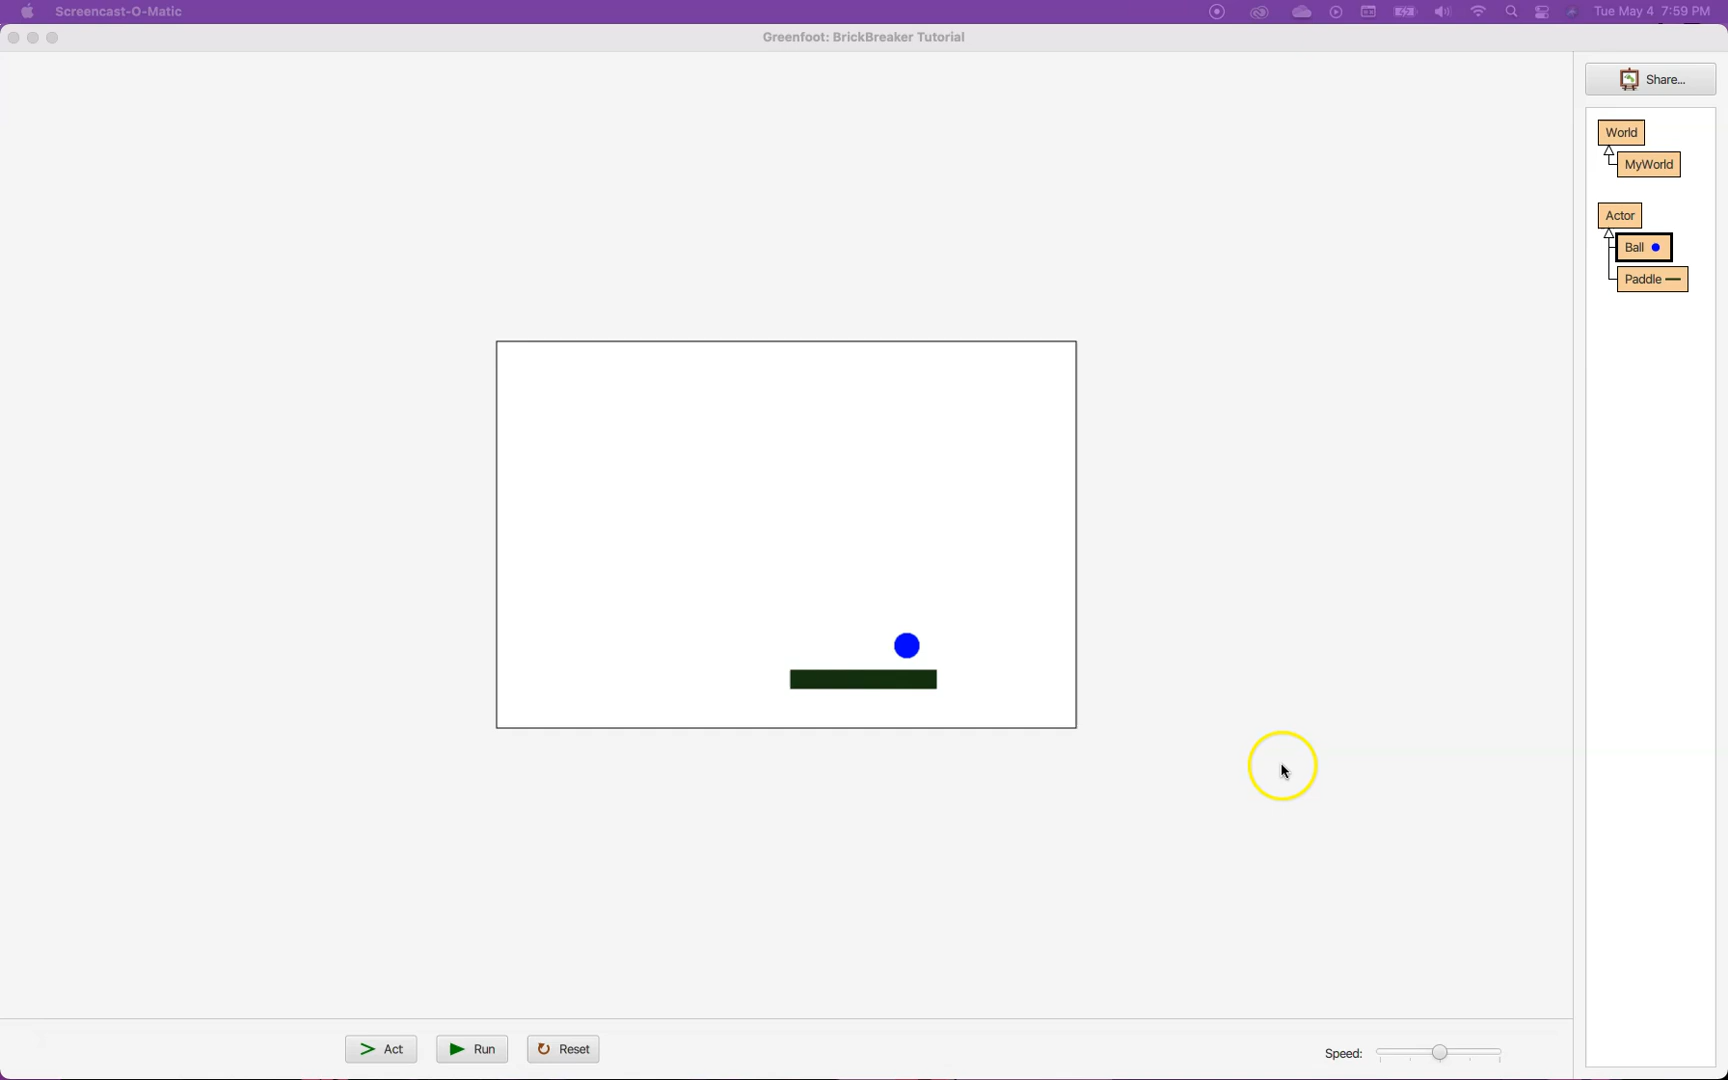 Screencast-O-Matic
Tue May 4 7:59 PM
Greenfoot: BrickBreaker Tutorial
Share...
World
MyWorld
Actor
Ball
Paddle
Act
Run
Reset
Speed: